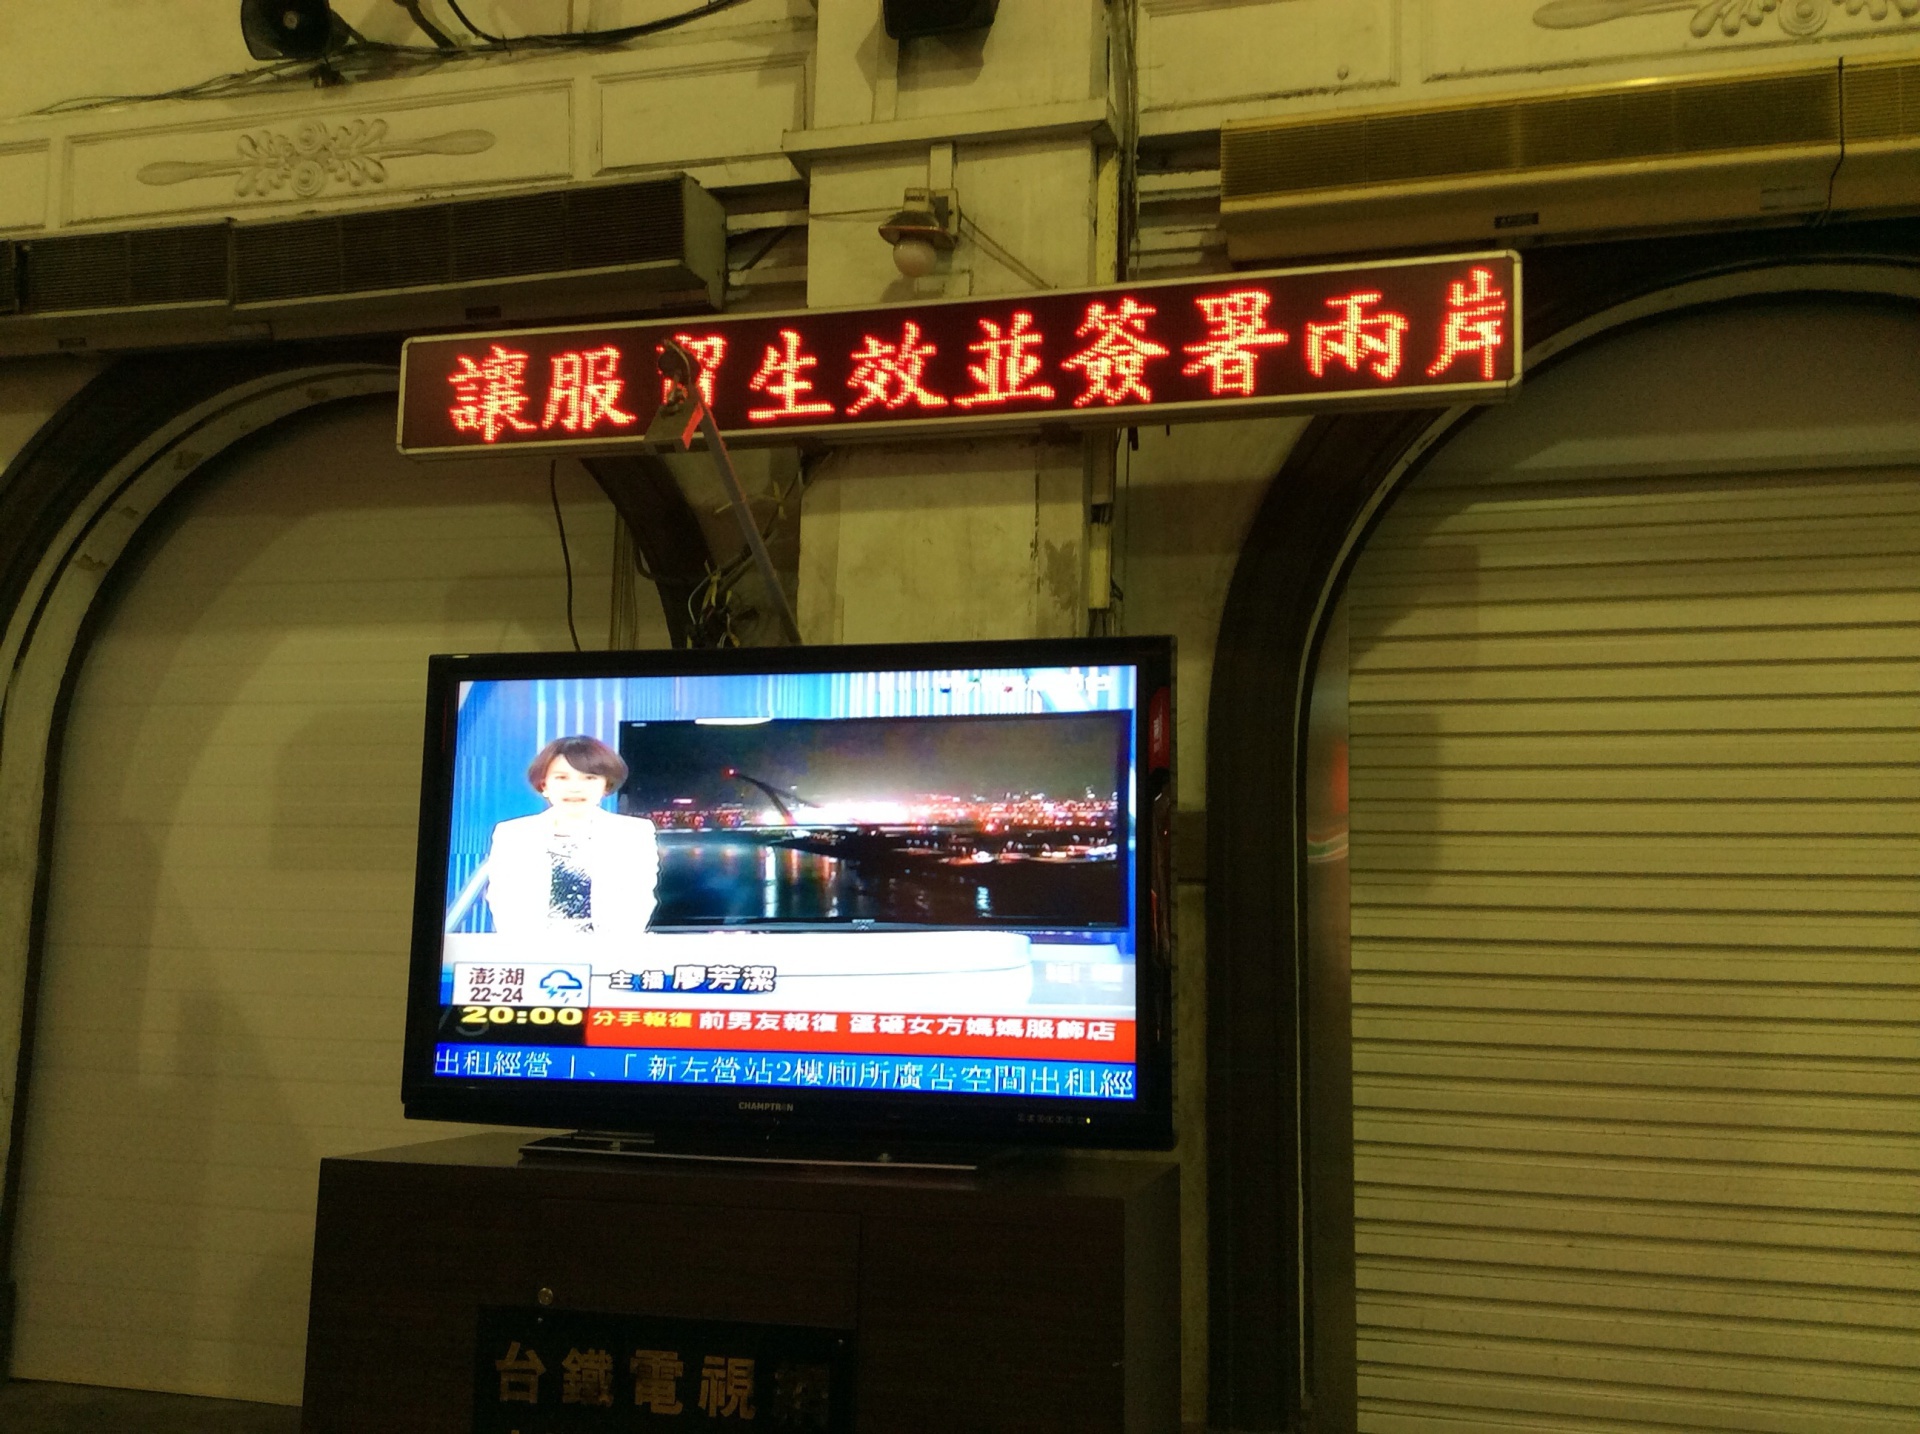 讓服貿生效並簽署兩岸
澎湖
22~24
主播 廖芳潔
20:00 分手報復 前男友報復 蛋砸女方媽媽服飾店
出租經營」、「新左營站2樓廁所廣告空間出租經
CHAMPTRON
台鐵電視